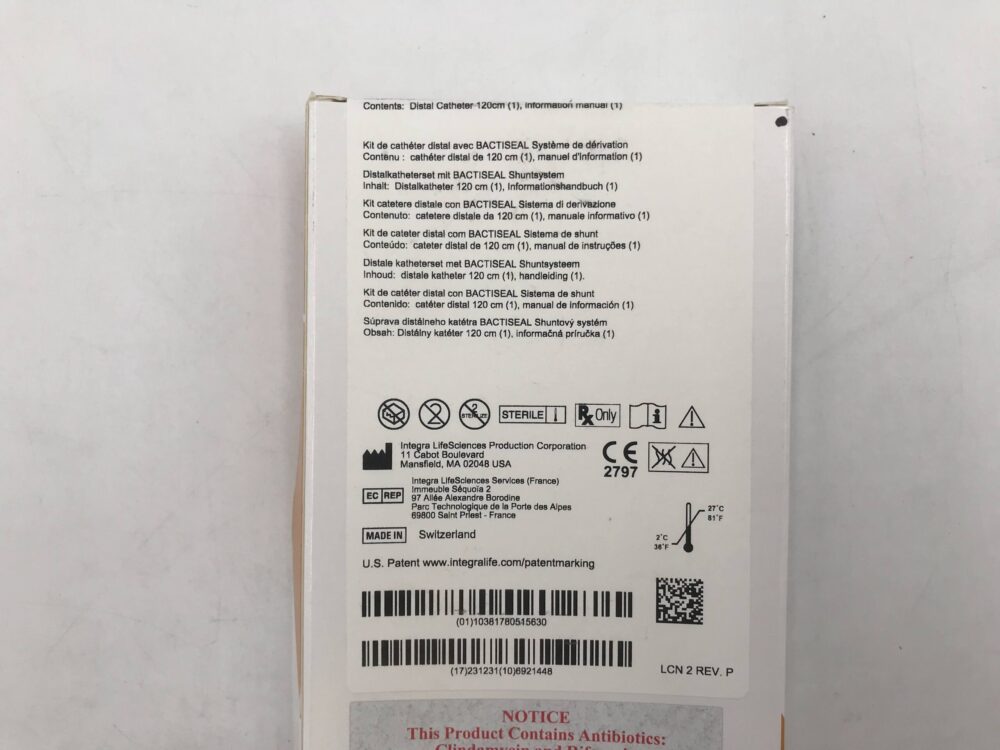 Contents: Distal Catheter 120cm (1), Information manual (1)
Kit de cathéter distal avec BACTISEAL Système de dérivation
Contenu : cathéter distal de 120 cm (1), manuel d'information (1)
Distalkatheterset mit BACTISEAL Shuntsystem
Inhalt: Distalkatheter 120 cm (1), Informationshandbuch (1)
Kit catetere distale con BACTISEAL Sistema di derivazione
Contenuto: catetere distale da 120 cm (1), manuale informativo (1)
Kit de cateter distal com BACTISEAL Sistema de shunt
Conteúdo: cateter distal de 120 cm (1), manual de instruções (1)
Distale katheterset met BACTISEAL Shuntsysteem
Inhoud: distale katheter 120 cm (1), handleiding (1).
Kit de catéter distal con BACTISEAL Sistema de shunt
Contenido: catéter distal 120 cm (1), manual de información (1)
Súprava distálneho katétra BACTISEAL Shuntový systém
Obsah: Distálny katéter 120 cm (1), informačná príručka (1)
2 2 STERILIZE STERILE Rx Only i
Integra LifeSciences Production Corporation
11 Cabot Boulevard
Mansfield, MA 02048 USA
CE
2797
Integra LifeSciences Services (France)
Immeuble Séquoia 2
EC REP 97 Allée Alexandre Borodine
Parc Technologique de la Porte des Alpes
69800 Saint Priest - France
27°C
81°F
2°C
36°F
MADE IN Switzerland
U.S. Patent www.integralife.com/patentmarking
(01)10381780515630
(17)231231(10)6921448
LCN 2 REV. P
NOTICE
This Product Contains Antibiotics:
Clindamycin and